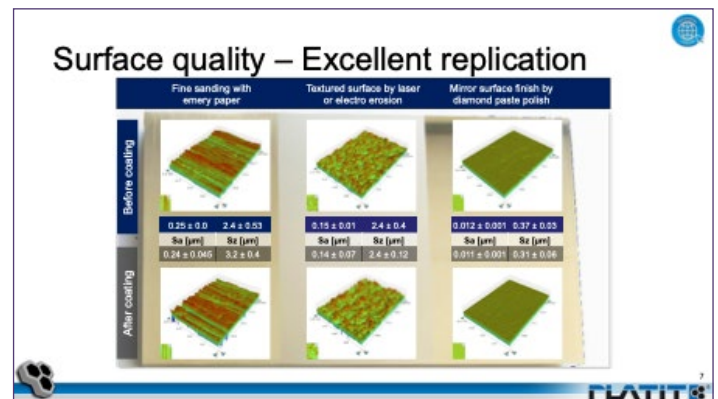 Surface quality – Excellent replication
Fine sanding with
emery paper
Textured surface by laser
or electro erosion
Mirror surface finish by
diamond paste polish
Before coating
0.25 ± 0.0 2.4 ± 0.53
0.15 ± 0.01 2.4 ± 0.4
0.012 ± 0.001 0.37 ± 0.03
Sa [µm] Sz [µm]
Sa [µm] Sz [µm]
Sa [µm] Sz [µm]
0.24 ± 0.045 3.2 ± 0.4
0.14 ± 0.07 2.4 ± 0.12
0.011 ± 0.001 0.31 ± 0.06
After coating
7
PLATIT